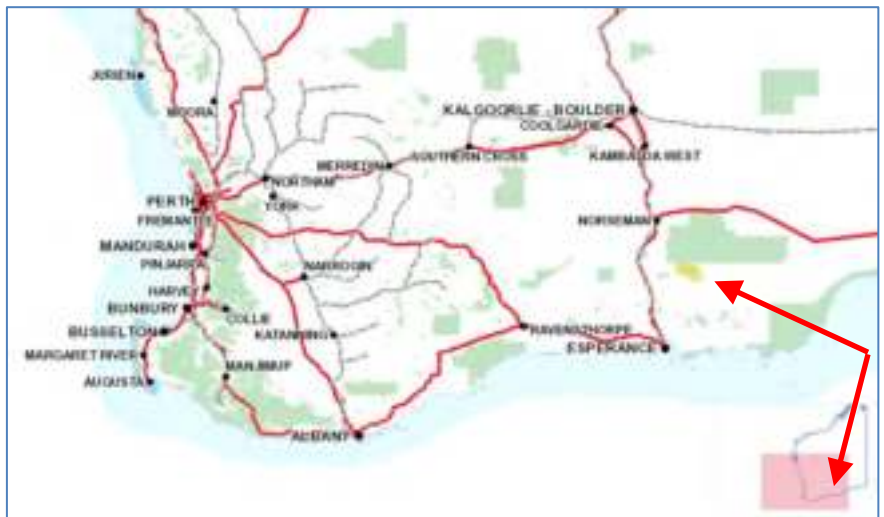 JURIEN
MOORA
KALGOORLIE - BOULDER
COOLGARDIE
MERREDIN
SOUTHERN CROSS
KAMBALDA WEST
NORTHAM
PERTH
YORK
FREMANTLE
NORSEMAN
MANDURAH
PINJARRA
NARROGIN
HARVEY
BUNBURY
COLLIE
BUSSELTON
KATANNING
RAVENSTHORPE
ESPERANCE
MARGARET RIVER
MANJIMUP
AUGUSTA
ALBANY